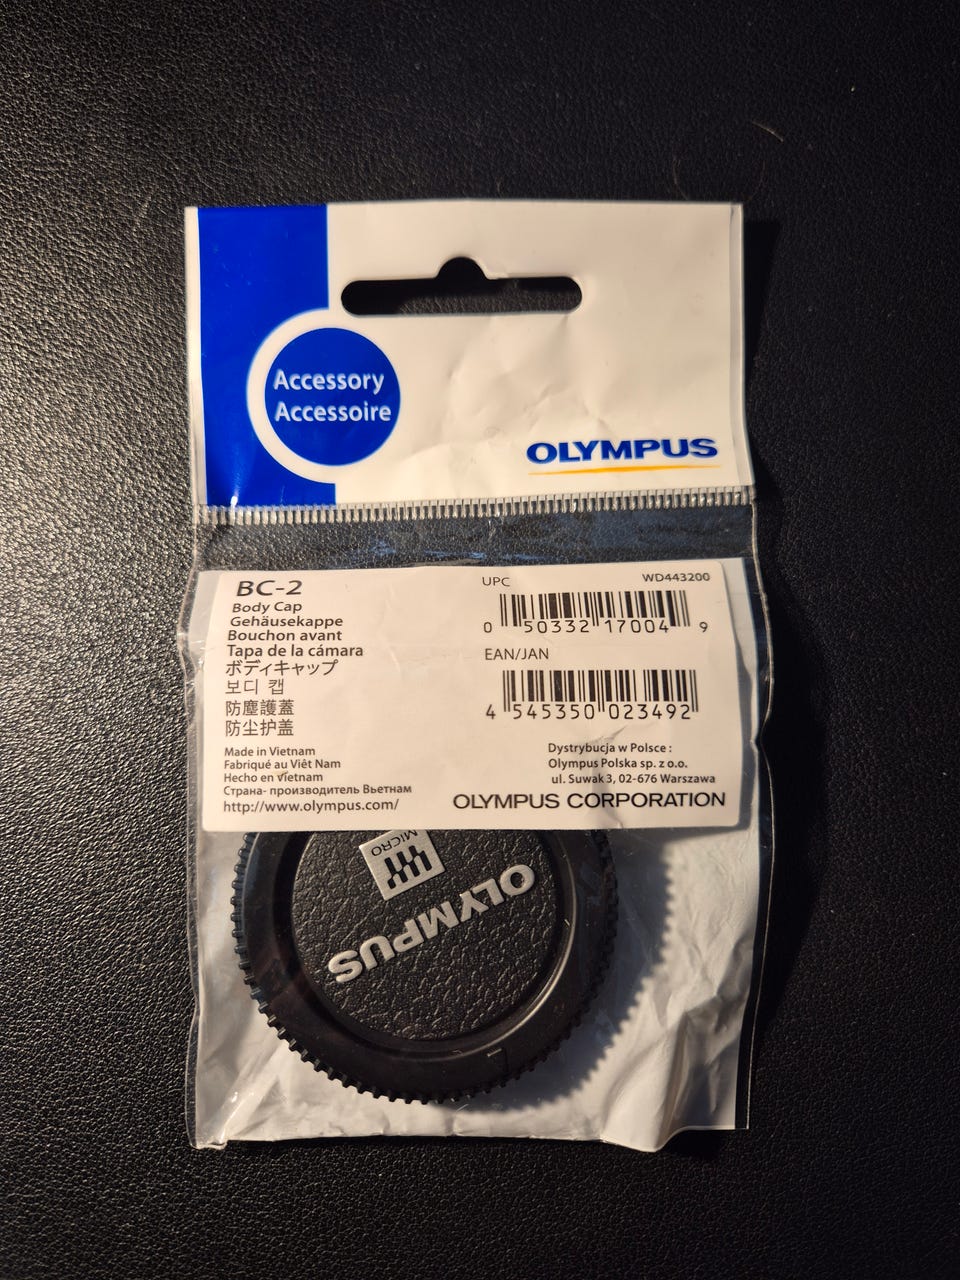 Accessory
Accessoire
OLYMPUS
BC-2
Body Cap
Gehäusekappe
Bouchon avant
Tapa de la cámara
ボディキャップ
보디 캡
防塵護蓋
防尘护盖
Made in Vietnam
Fabriqué au Viêt Nam
Hecho en vietnam
Страна- производитель Вьетнам
http://www.olympus.com/
UPC
WD443200
0 50332 17004 9
EAN/JAN
4 545350 023492
Dystrybucja w Polsce :
Olympus Polska sp. z o.o.
ul. Suwak 3, 02-676 Warszawa
OLYMPUS CORPORATION
MICRO
OLYMPUS